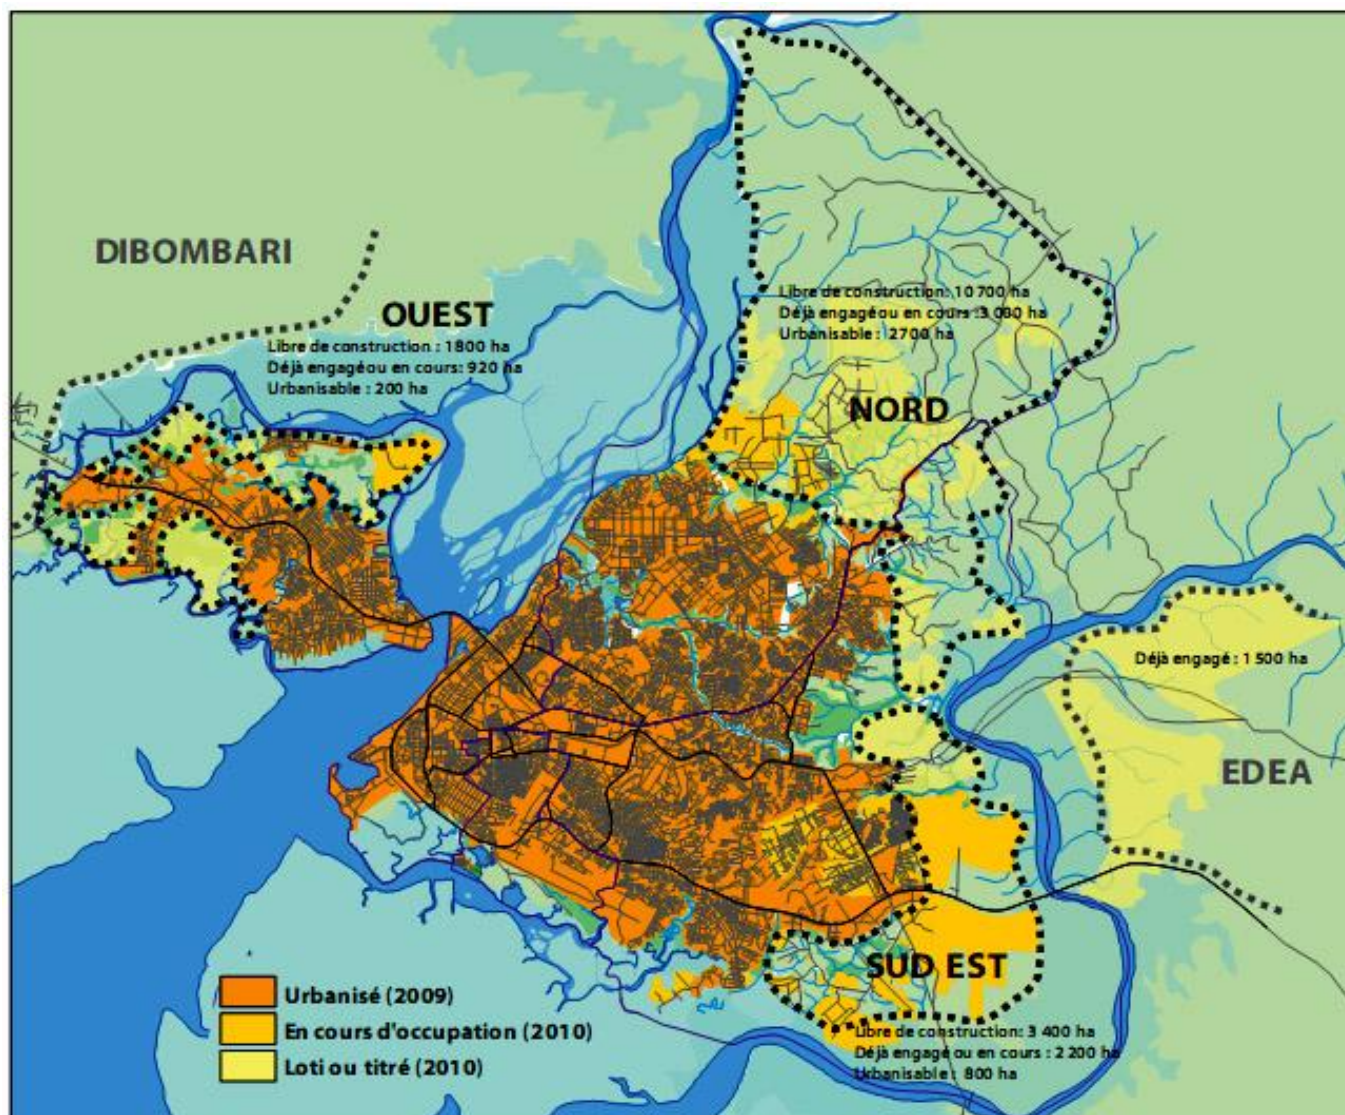 DIBOMBARI
OUEST
Libre de construction : 1800 ha
Déjà engagéou en cours: 920 ha
Urbanisable : 200 ha
Libre de construction: 10 700 ha
Déjà engagéou en cours :3 000 ha
Urbanisable : 2700 ha
NORD
Déjà engagé : 1 500 ha
EDEA
SUD EST
Libre de construction: 3 400 ha
Déjà engagé ou en cours : 2 200 ha
Urbanisable : 800 ha
Urbanisé (2009)
En cours d'occupation (2010)
Loti ou titré (2010)